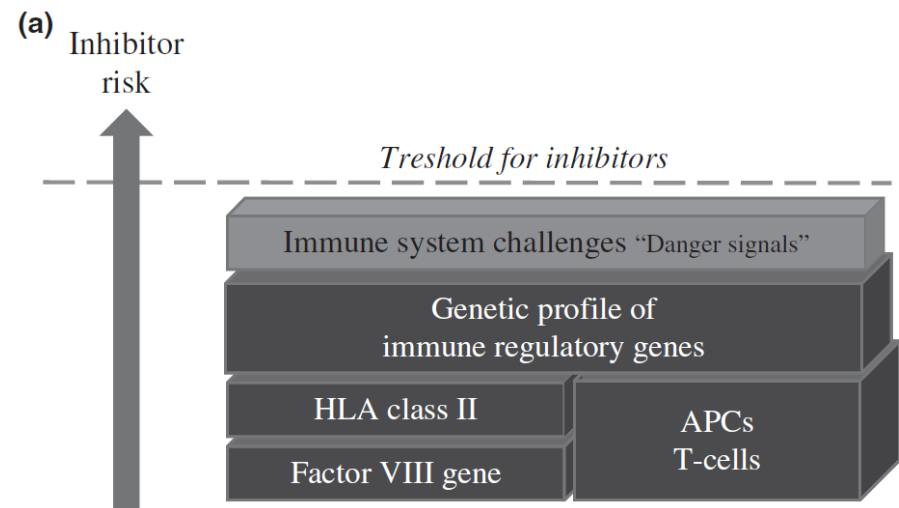 (a)
Inhibitor
risk
Treshold for inhibitors
Immune system challenges “Danger signals”
Genetic profile of
immune regulatory genes
HLA class II
Factor VIII gene
APCs
T-cells